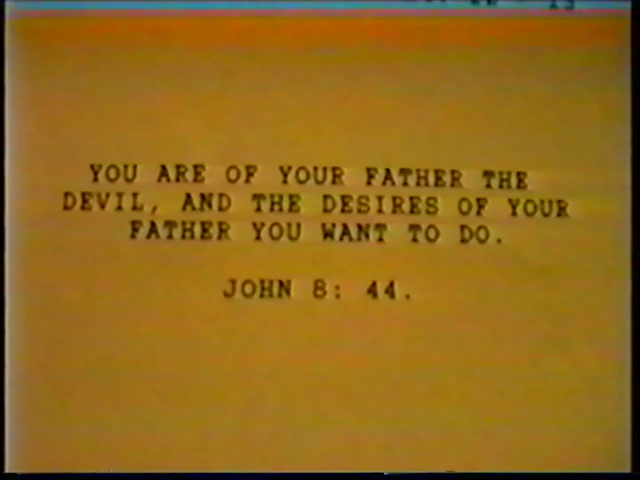 YOU ARE OF YOUR FATHER THE
DEVIL, AND THE DESIRES OF YOUR
FATHER YOU WANT TO DO.
JOHN 8: 44.